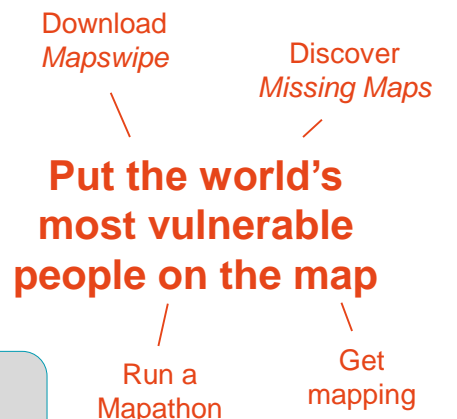 Download
Mapswipe
Discover
Missing Maps
Put the world's
most vulnerable
people on the map
Run a
Mapathon
Get
mapping